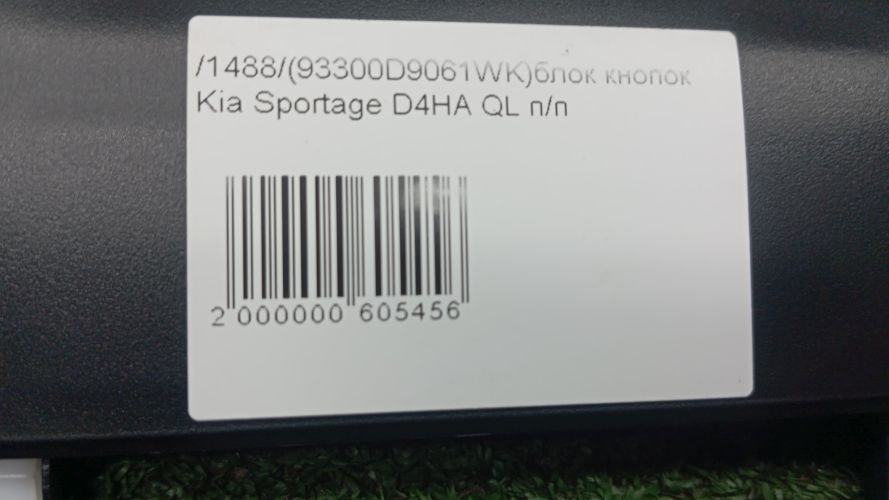 /1488/(93300D9061WK)блок кнопок
Kia Sportage D4HA QL п/п
2 000000 605456